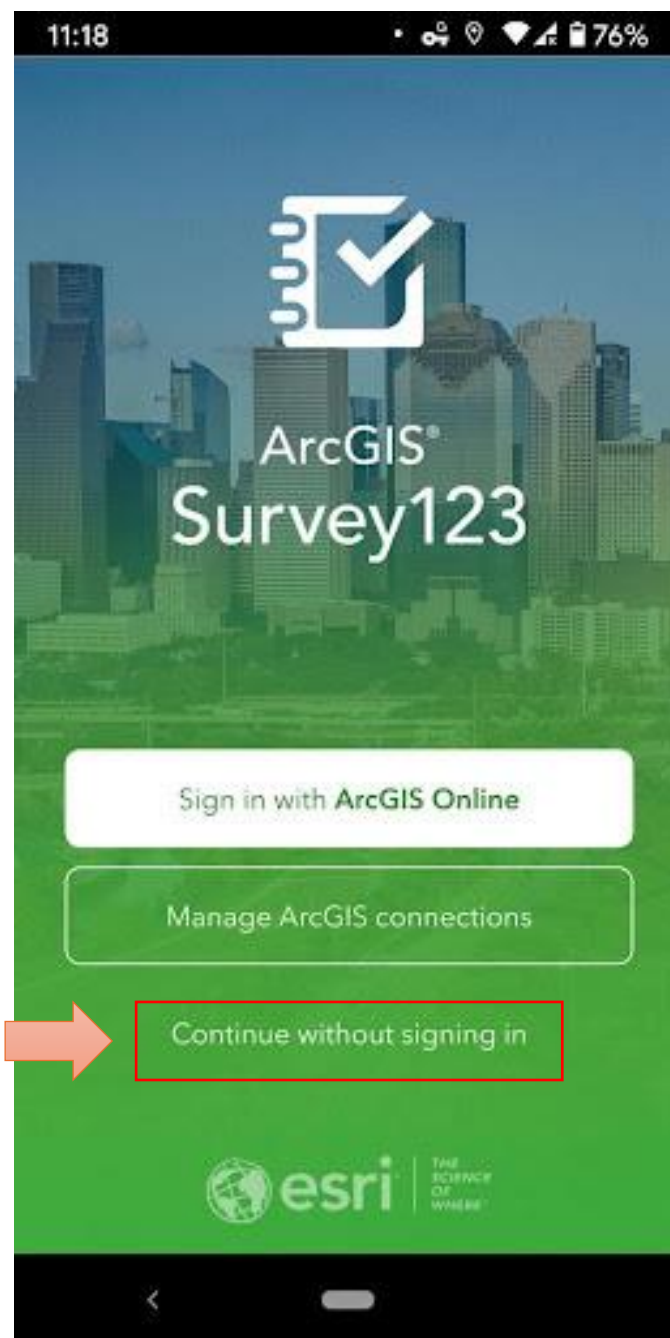 11:18 76%
ArcGIS®
Survey123
Sign in with ArcGIS Online
Manage ArcGIS connections
Continue without signing in
esri
THE
SCIENCE
OF
WHERE